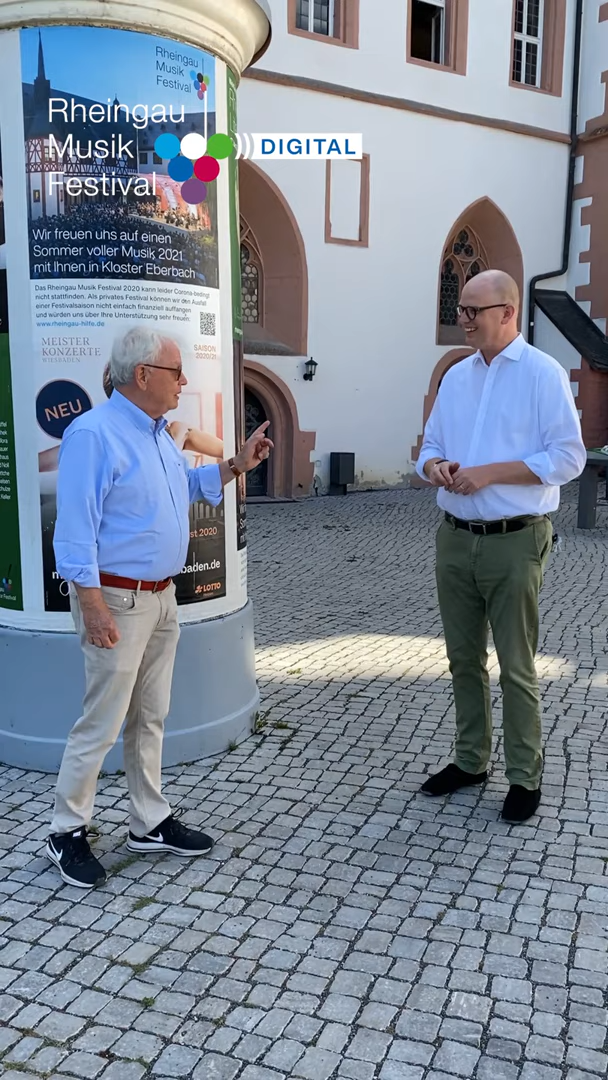 Rheingau
Musik
Festival
Rheingau
Musik
Festival
DIGITAL
Wir freuen uns auf einen
Sommer voller Musik 2021
mit Ihnen in Kloster Eberbach
Das Rheingau Musik Festival 2020 kann leider Corona-bedingt
nicht stattfinden. Als privates Festival können wir den Ausfall
einer Festivalsaison nicht einfach finanziell auffangen
und würden uns über Ihre Unterstützung sehr freuen:
www.rheingau-hilfe.de
MEISTER
KONZERTE
WIESBADEN
SAISON
2020/21
NEU
2020
baden.de
LOTTO